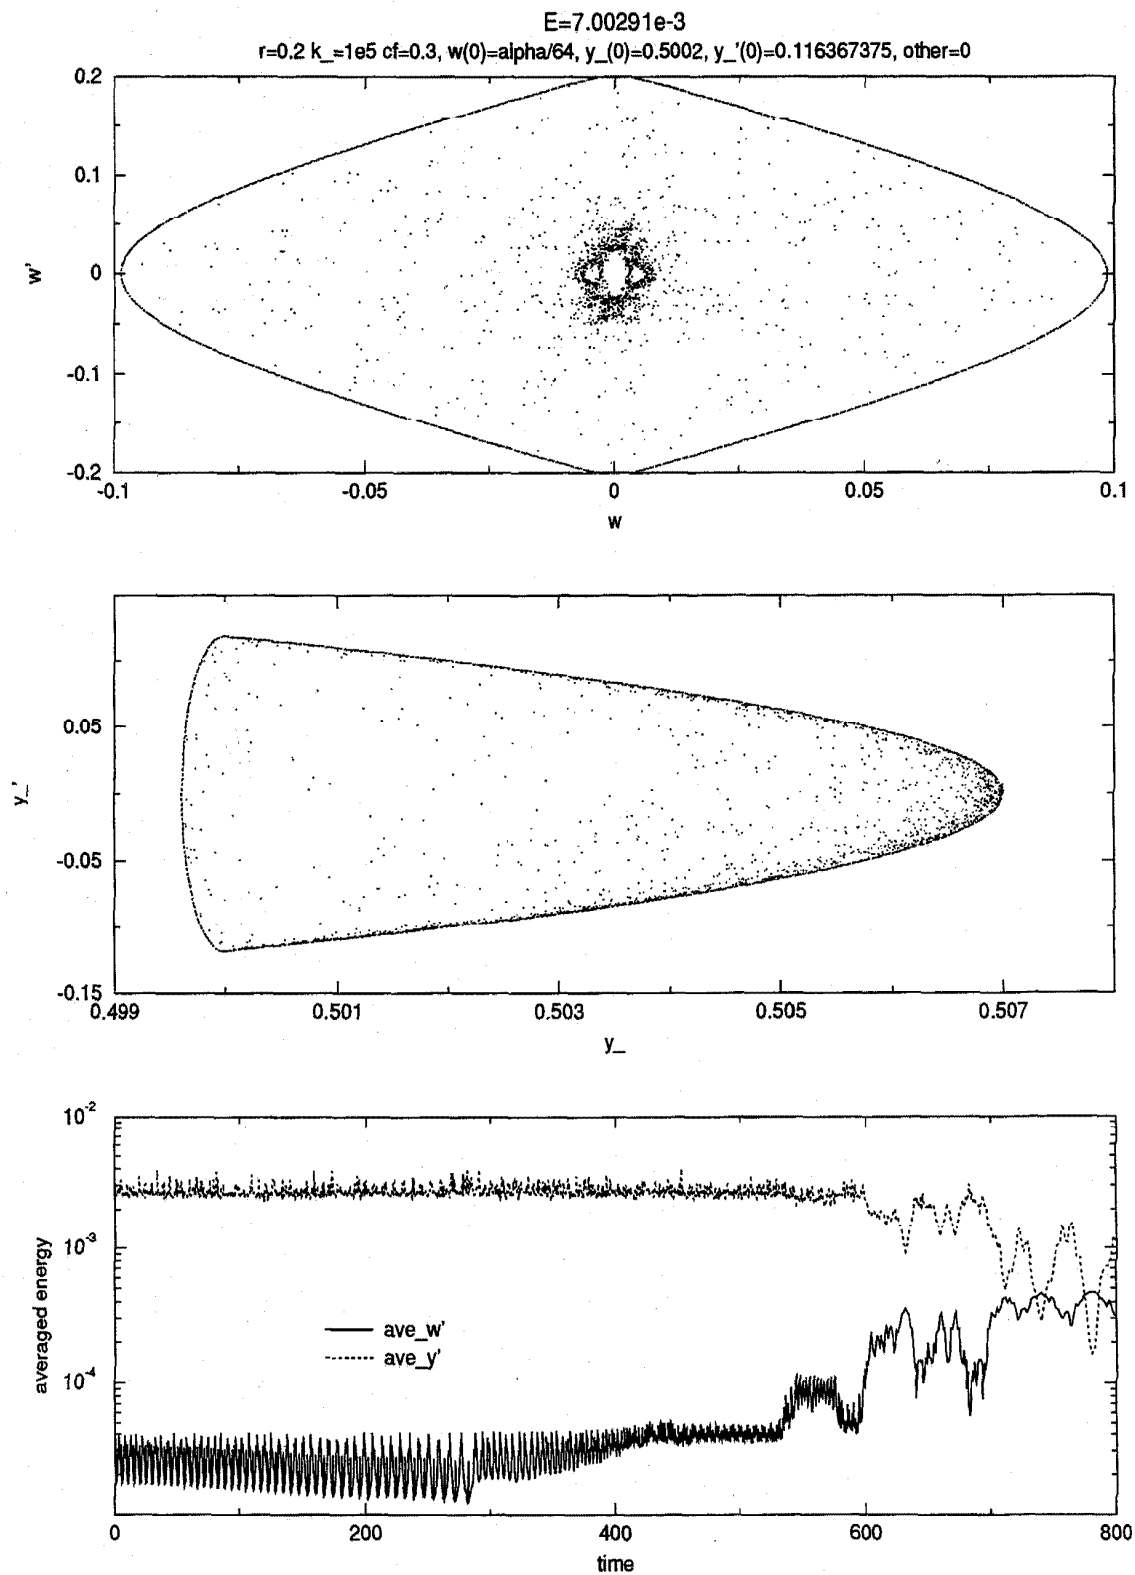 E=7.00291e-3
r=0.2 k_=1e5 cf=0.3, w(0)=alpha/64, y_(0)=0.5002, y_'(0)=0.116367375, other=0
0.2
0.1
w'
0
-0.1
-0.2
-0.1 -0.05 0 0.05 0.1
w
0.05
y_'
-0.05
-0.15
0.499 0.501 0.503 0.505 0.507
y_
10-2
10-3
averaged energy
ave_w'
ave_y'
10-4
0 200 400 600 800
time